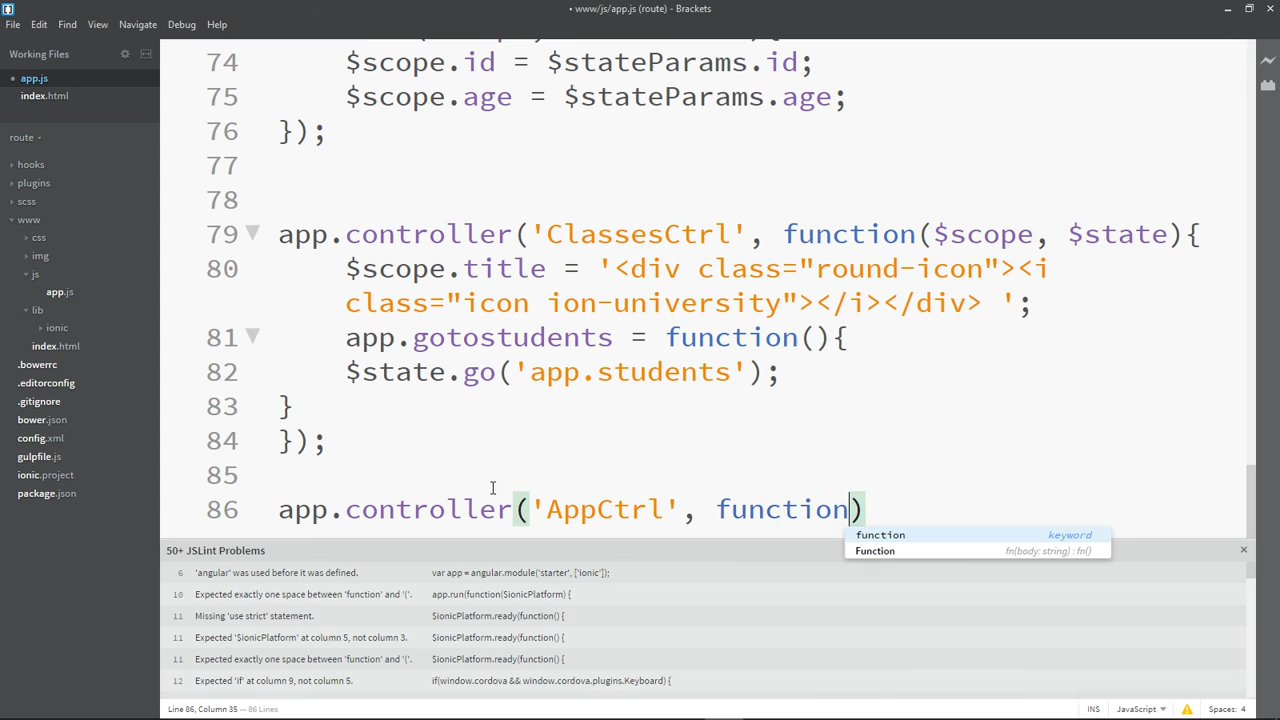 • www/js/app.js (route) - Brackets
File Edit Find View Navigate Debug Help
Working Files
• app.js
index.html
route
hooks
plugins
scss
www
css
img
js
app.js
lib
ionic
index.html
.bowerrc
.editorconfig
.gitignore
bower.json
config.xml
gulpfile.js
ionic.project
package.json
74 $scope.id = $stateParams.id;
75 $scope.age = $stateParams.age;
76 });
77
78
79 app.controller('ClassesCtrl', function($scope, $state){
80 $scope.title = '<div class="round-icon"><i
class="icon ion-university"></i></div> ';
81 app.gotostudents = function(){
82 $state.go('app.students');
83 }
84 });
85
86 app.controller('AppCtrl', function)
function keyword
Function fn(body: string) : fn()
50+ JSLint Problems
6 'angular' was used before it was defined. var app = angular.module('starter', ['ionic']);
10 Expected exactly one space between 'function' and '('. app.run(function($ionicPlatform) {
11 Missing 'use strict' statement. $ionicPlatform.ready(function() {
11 Expected '$ionicPlatform' at column 5, not column 3. $ionicPlatform.ready(function() {
11 Expected exactly one space between 'function' and '('. $ionicPlatform.ready(function() {
12 Expected 'if' at column 9, not column 5. if(window.cordova && window.cordova.plugins.Keyboard) {
Line 86, Column 35 — 86 Lines
INS JavaScript Spaces: 4